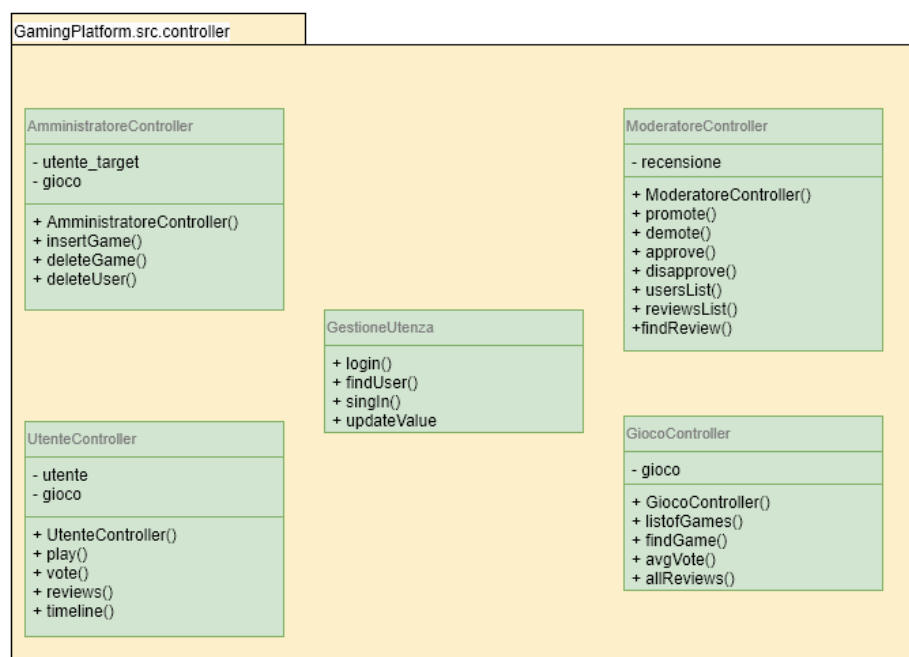 GamingPlatform.src.controller
AmministratoreController
- utente_target
- gioco
+ AmministratoreController()
+ insertGame()
+ deleteGame()
+ deleteUser()
ModeratoreController
- recensione
+ ModeratoreController()
+ promote()
+ demote()
+ approve()
+ disapprove()
+ usersList()
+ reviewsList()
+findReview()
GestioneUtenza
+ login()
+ findUser()
+ singIn()
+ updateValue
UtenteController
- utente
- gioco
+ UtenteController()
+ play()
+ vote()
+ reviews()
+ timeline()
GiocoController
- gioco
+ GiocoController()
+ listofGames()
+ findGame()
+ avgVote()
+ allReviews()